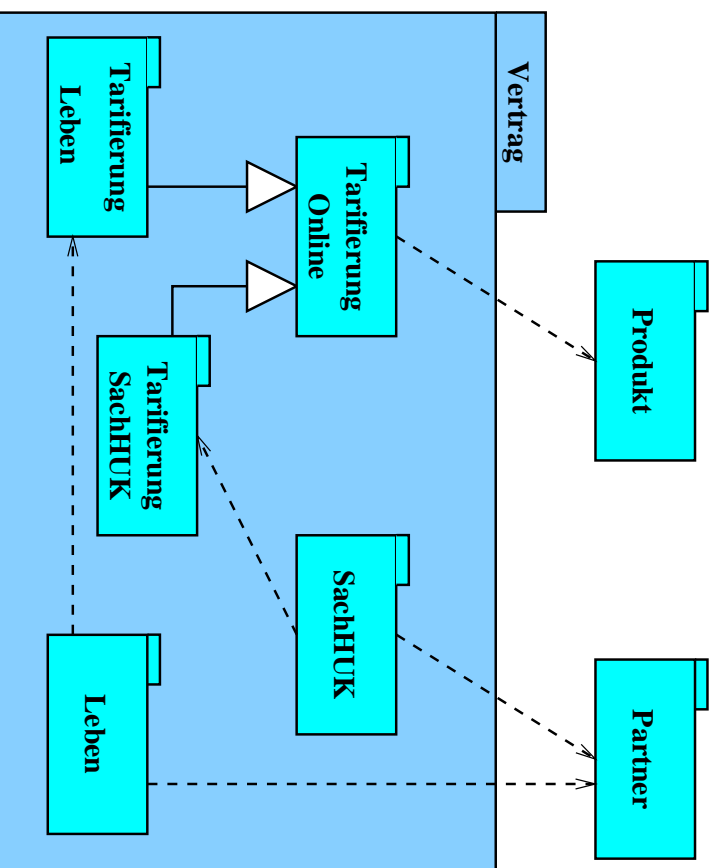 Produkt
Partner
Vertrag
Tarifierung
Online
SachHUK
Tarifierung
SachHUK
Tarifierung
Leben
Leben